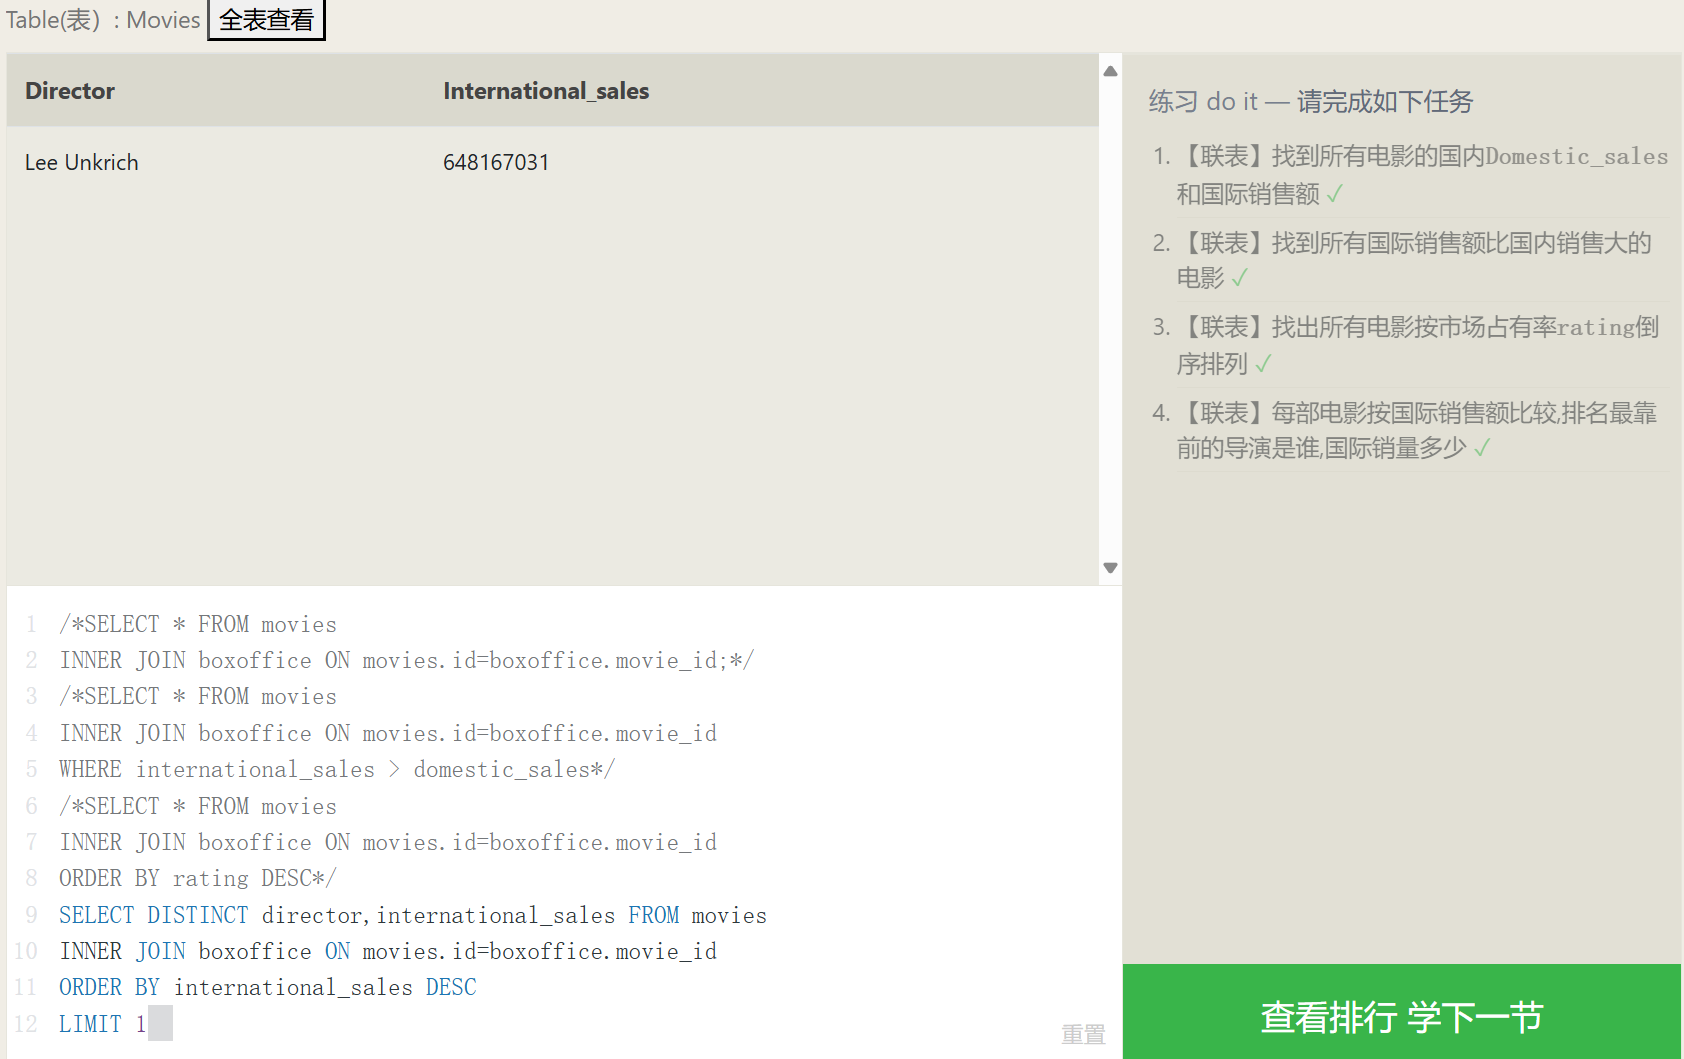 Table(表）: Movies 全表查看
Director International_sales
Lee Unkrich 648167031
练习 do it — 请完成如下任务
1. 【联表】找到所有电影的国内Domestic_sales
和国际销售额 ✓
2. 【联表】找到所有国际销售额比国内销售大的
电影 ✓
3. 【联表】找出所有电影按市场占有率rating倒
序排列 ✓
4. 【联表】每部电影按国际销售额比较,排名最靠
前的导演是谁,国际销量多少 ✓
1 /*SELECT * FROM movies
2 INNER JOIN boxoffice ON movies.id=boxoffice.movie_id;*/
3 /*SELECT * FROM movies
4 INNER JOIN boxoffice ON movies.id=boxoffice.movie_id
5 WHERE international_sales > domestic_sales*/
6 /*SELECT * FROM movies
7 INNER JOIN boxoffice ON movies.id=boxoffice.movie_id
8 ORDER BY rating DESC*/
9 SELECT DISTINCT director,international_sales FROM movies
10 INNER JOIN boxoffice ON movies.id=boxoffice.movie_id
11 ORDER BY international_sales DESC
12 LIMIT 1
重置
查看排行 学下一节